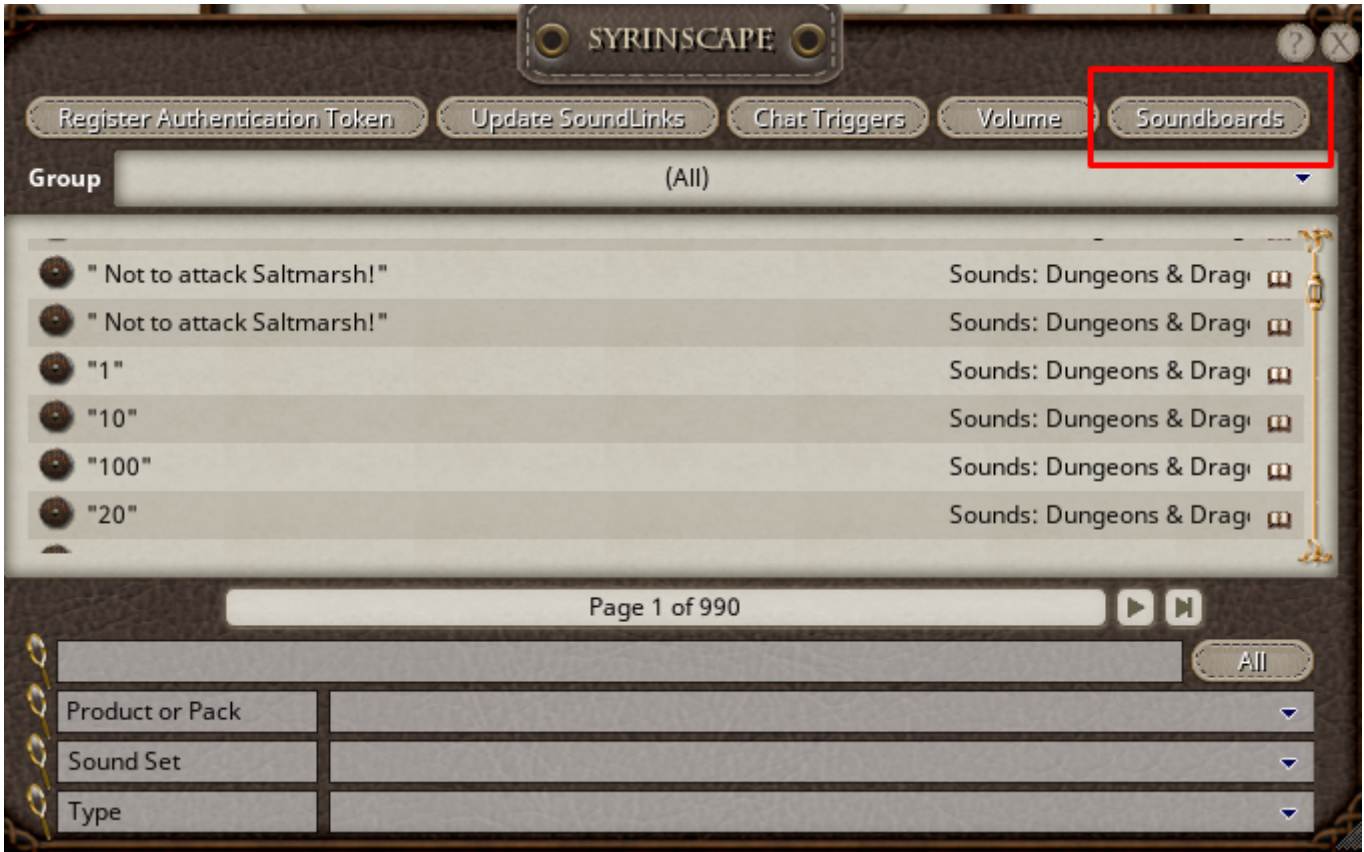 SYRINSCAPE
? X
Register Authentication Token Update SoundLinks Chat Triggers Volume Soundboards
Group (All)
" Not to attack Saltmarsh!" Sounds: Dungeons & Drag
" Not to attack Saltmarsh!" Sounds: Dungeons & Drag
"1" Sounds: Dungeons & Drag
"10" Sounds: Dungeons & Drag
"100" Sounds: Dungeons & Drag
"20" Sounds: Dungeons & Drag
Page 1 of 990
All
Product or Pack
Sound Set
Type